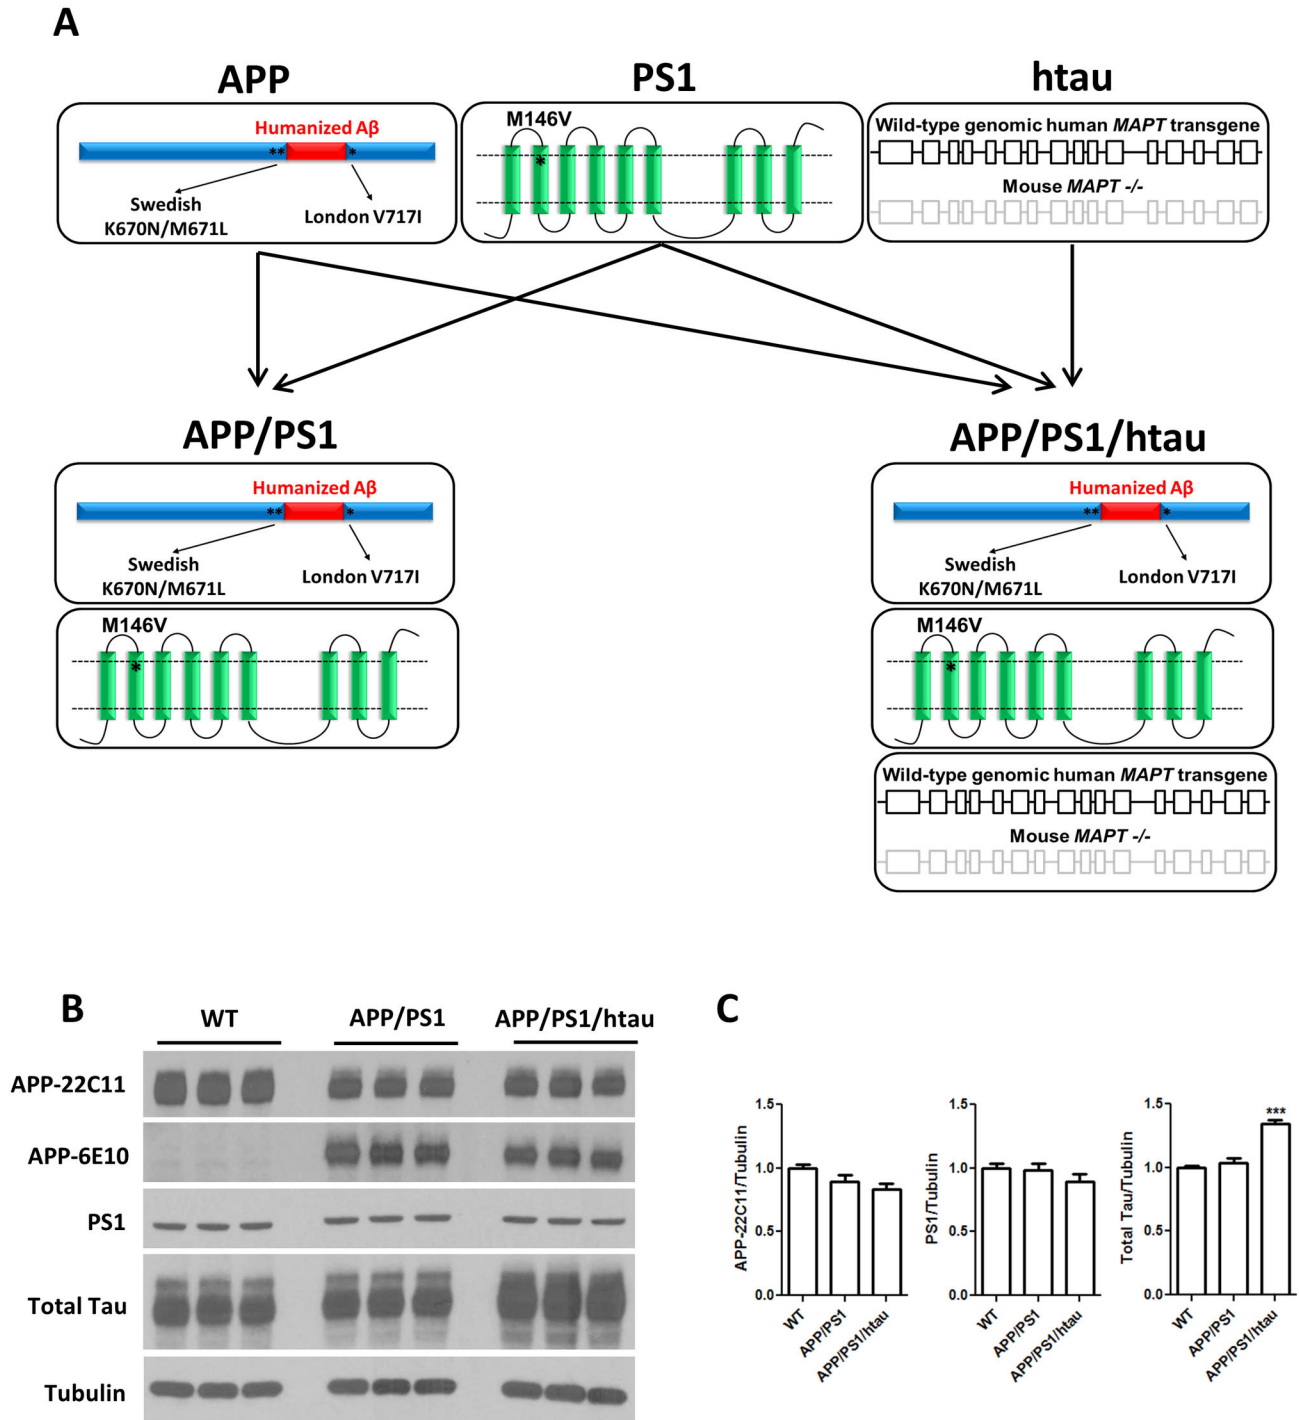 A
APP
PS1
htau
Humanized Aβ
** *
Swedish
K670N/M671L
London V717I
M146V
*
Wild-type genomic human MAPT transgene
Mouse MAPT -/-
APP/PS1
APP/PS1/htau
Humanized Aβ
** *
Swedish
K670N/M671L
London V717I
M146V
*
Humanized Aβ
** *
Swedish
K670N/M671L
London V717I
M146V
*
Wild-type genomic human MAPT transgene
Mouse MAPT -/-
B
WT
APP/PS1
APP/PS1/htau
APP-22C11
APP-6E10
PS1
Total Tau
Tubulin
C
APP-22C11/Tubulin
1.5
1.0
0.5
0.0
WT
APP/PS1
APP/PS1/htau
PS1/Tubulin
1.5
1.0
0.5
0.0
WT
APP/PS1
APP/PS1/htau
Total Tau/Tubulin
1.5
1.0
0.5
0.0
***
WT
APP/PS1
APP/PS1/htau